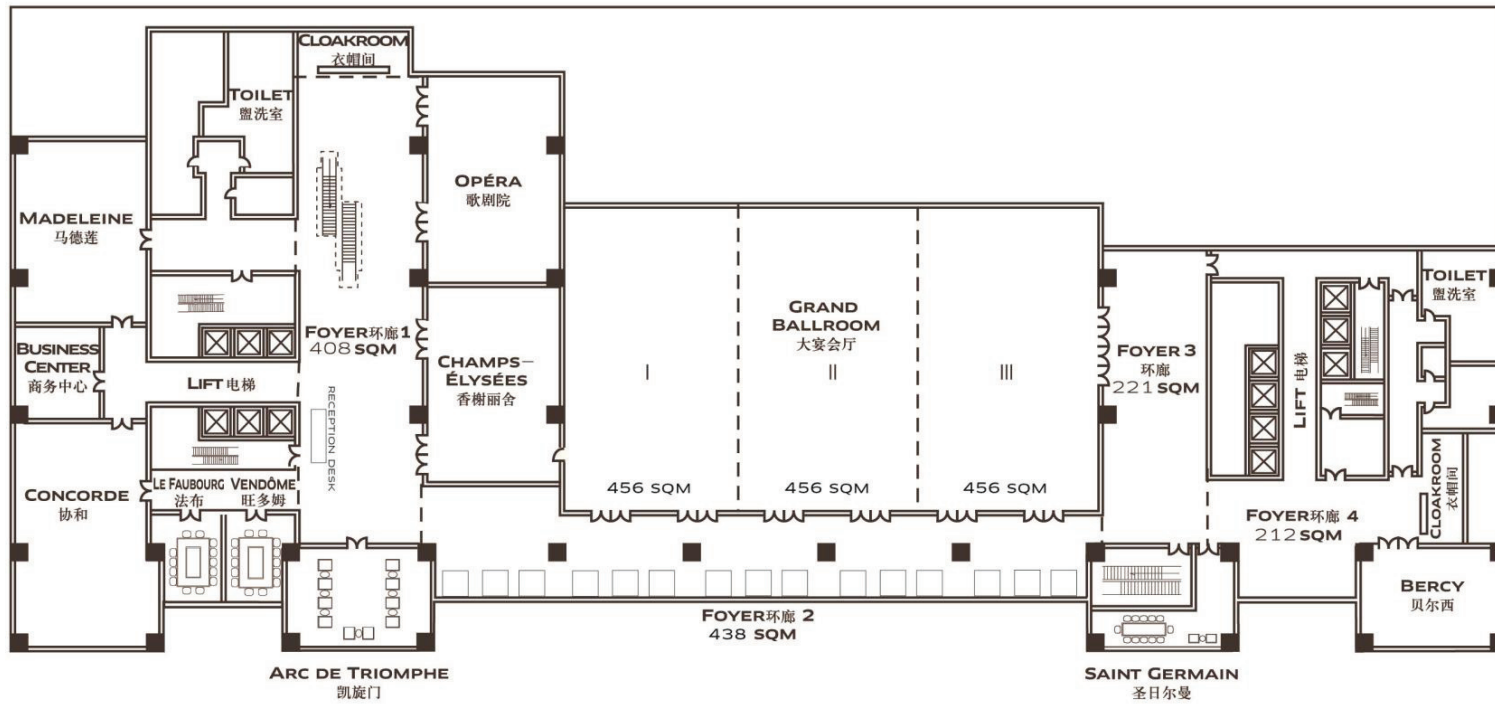 CLOAKROOM
衣帽间
TOILET
盥洗室
MADELEINE
马德莲
OPÉRA
歌剧院
BUSINESS
CENTER
商务中心
LIFT 电梯
FOYER环廊1
408 SQM
RECEPTION DESK
CHAMPS–
ÉLYSÉES
香榭丽舍
GRAND
BALLROOM
大宴会厅
I
II
III
456 SQM
456 SQM
456 SQM
CONCORDE
协和
LE FAUBOURG
法布
VENDÔME
旺多姆
ARC DE TRIOMPHE
凯旋门
FOYER环廊 2
438 SQM
FOYER 3
环廊
221 SQM
LIFT 电梯
TOILET
盥洗室
CLOAKROOM
衣帽间
FOYER环廊 4
212 SQM
BERCY
贝尔西
SAINT GERMAIN
圣日尔曼